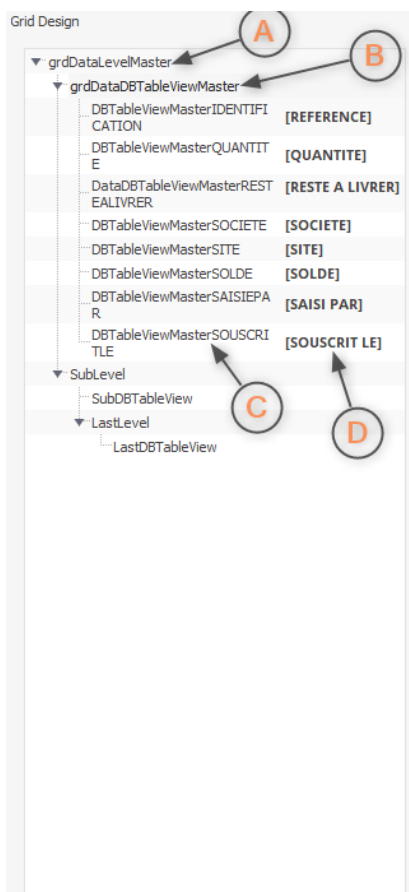 Grid Design
A
grdDataLevelMaster
B
grdDataDBTableViewMaster
DBTableViewMasterIDENTIFI
CATION
[REFERENCE]
DBTableViewMasterQUANTIT
E
[QUANTITE]
DataDBTableViewMasterREST
EALIVRER
[RESTE A LIVRER]
DBTableViewMasterSOCIETE [SOCIETE]
DBTableViewMasterSITE [SITE]
DBTableViewMasterSOLDE [SOLDE]
DBTableViewMasterSAISIEPA
R
[SAISI PAR]
DBTableViewMasterSOUSCRI
TLE
[SOUSCRIT LE]
SubLevel
C
D
SubDBTableView
LastLevel
LastDBTableView